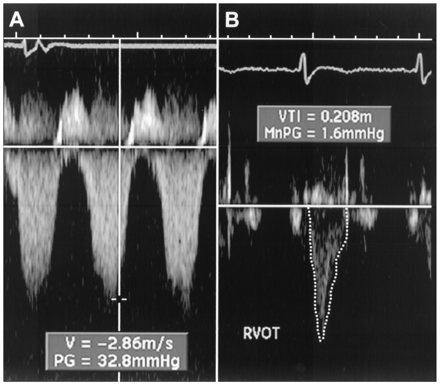 A
V = -2.86m/s
PG = 32.8mmHg
B
VTI = 0.208m
MnPG = 1.6mmHg
RVOT